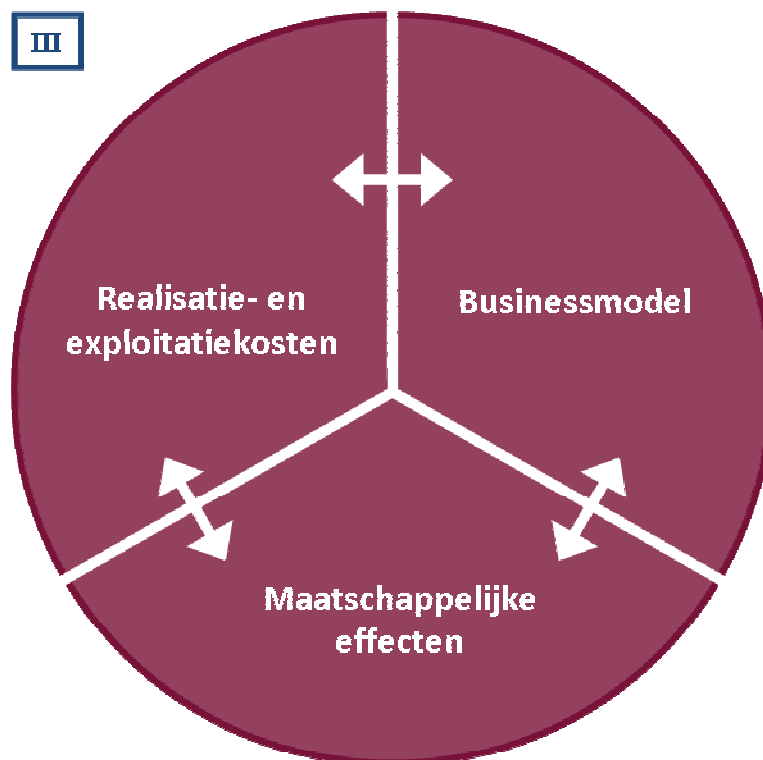 III
Realisatie- en
exploitatiekosten
Businessmodel
Maatschappelijke
effecten